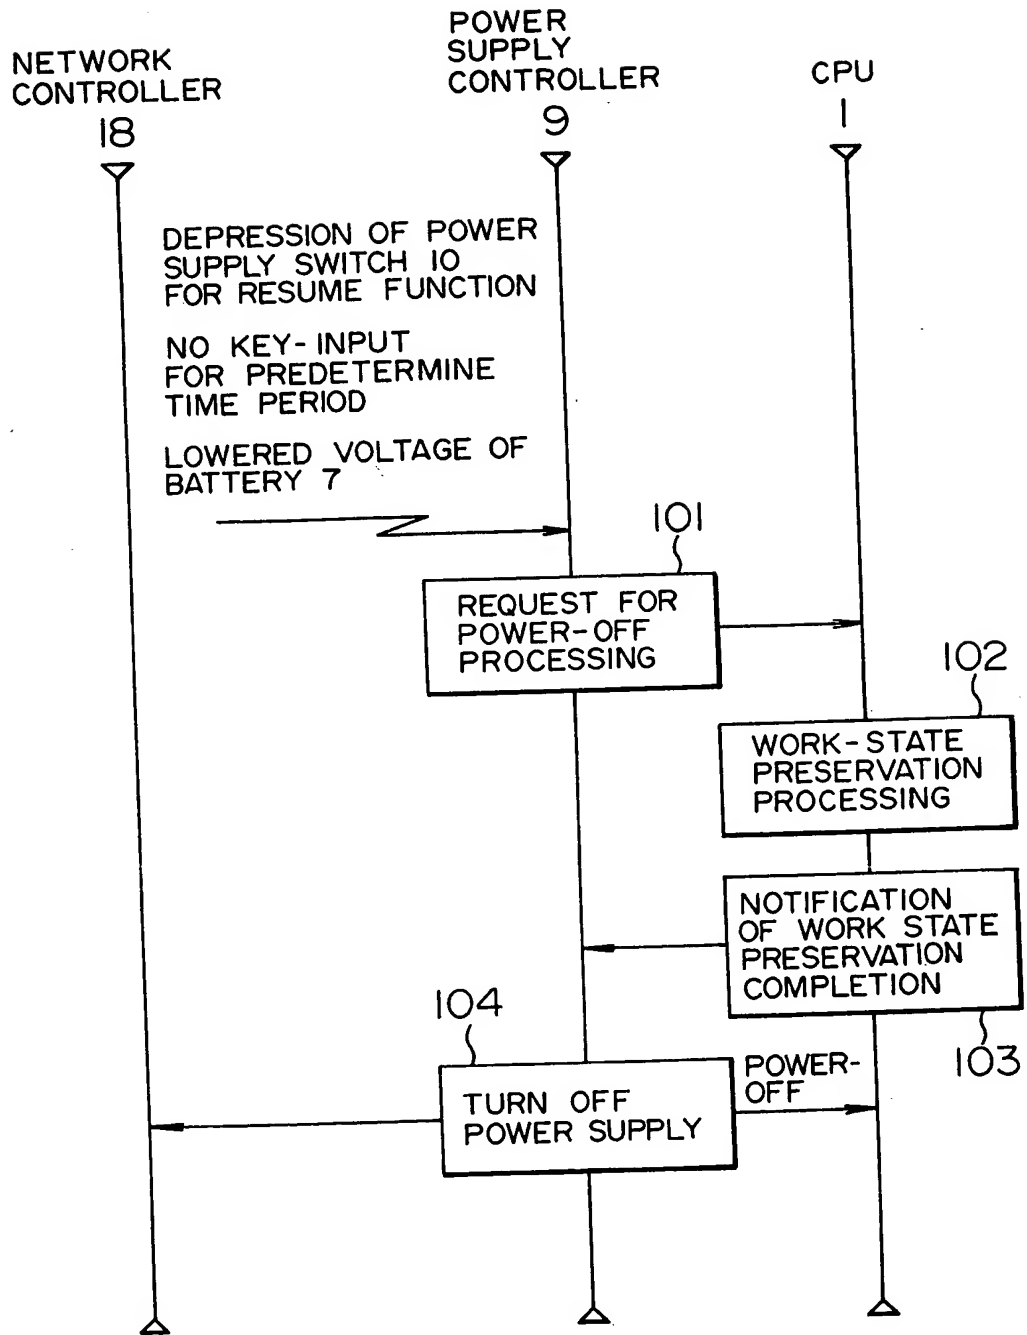 NETWORK
CONTROLLER
18
POWER
SUPPLY
CONTROLLER
9
CPU
1
DEPRESSION OF POWER
SUPPLY SWITCH 10
FOR RESUME FUNCTION
NO KEY-INPUT
FOR PREDETERMINE
TIME PERIOD
LOWERED VOLTAGE OF
BATTERY 7
101
REQUEST FOR
POWER-OFF
PROCESSING
102
WORK-STATE
PRESERVATION
PROCESSING
NOTIFICATION
OF WORK STATE
PRESERVATION
COMPLETION
103
104
TURN OFF
POWER SUPPLY
POWER-
OFF